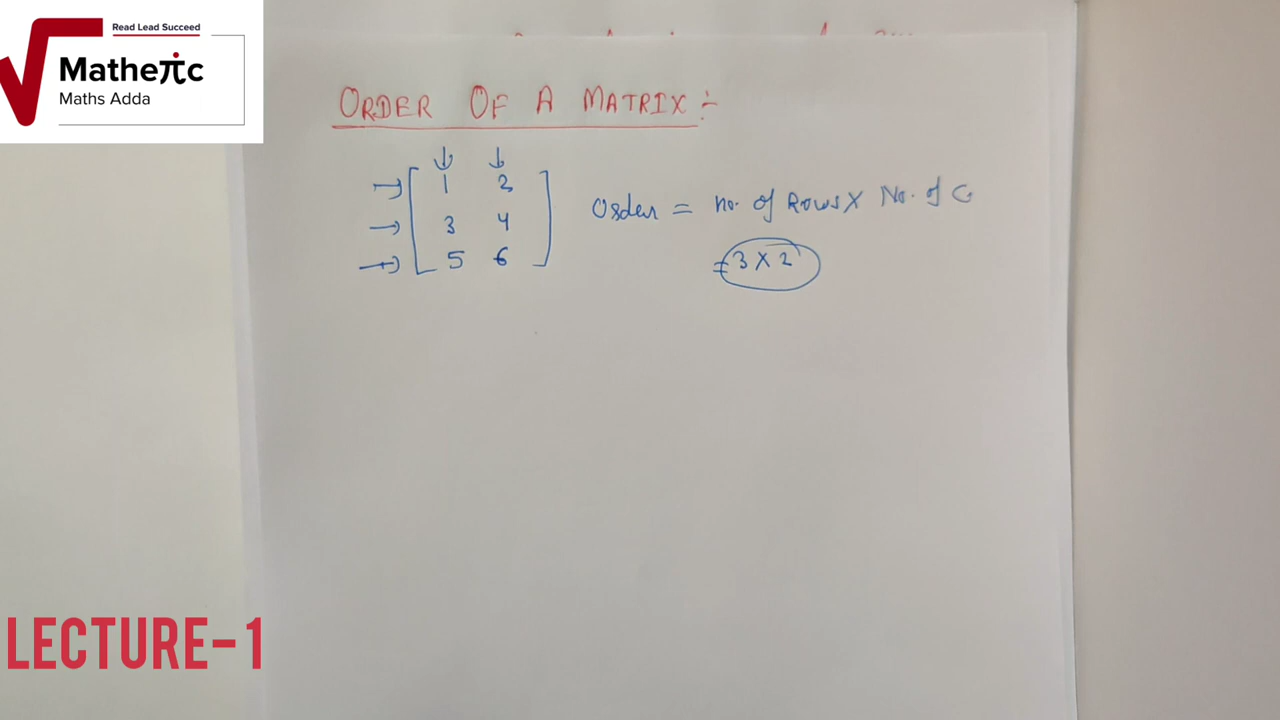 Read Lead Succeed
Matheπc
Maths Adda
ORDER OF A MATRIX :-
1 2
3 4
5 6
Order = no. of Rows X No. of C
= 3 X 2
LECTURE-1